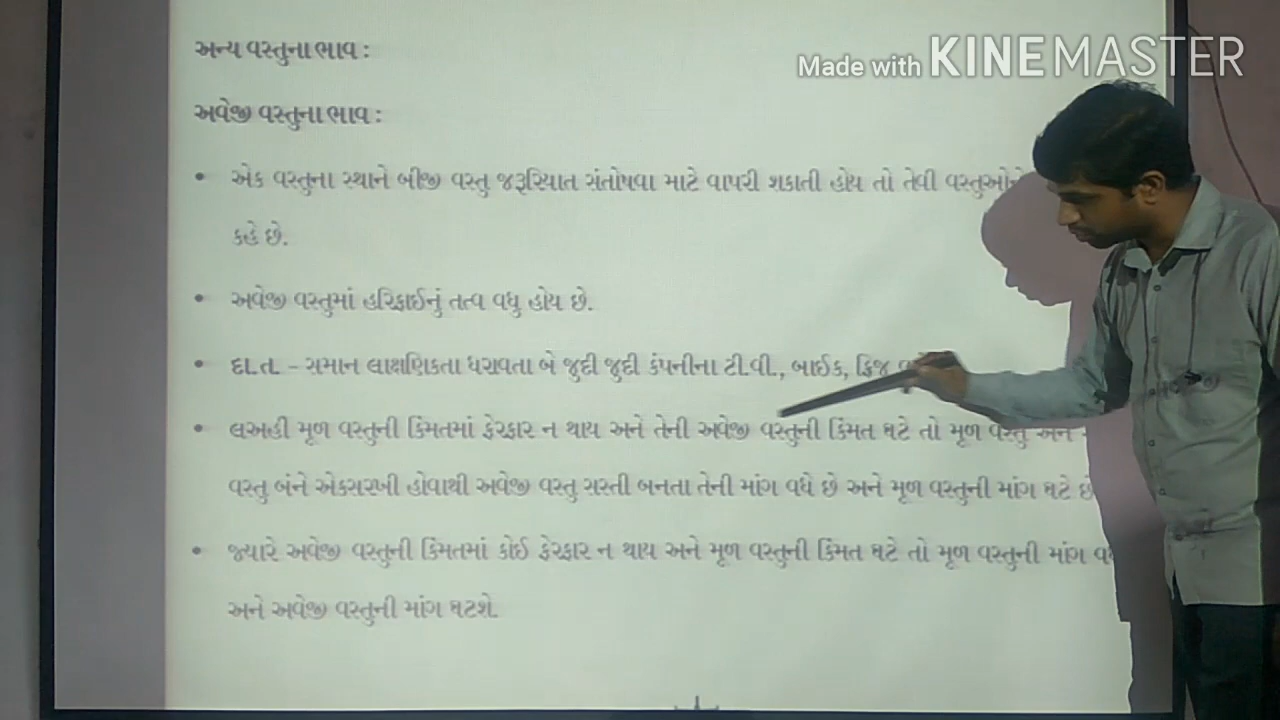 Made with KINEMASTER
અન્ય વસ્તુના ભાવ :
અવેજી વસ્તુના ભાવ :
• એક વસ્તુના સ્થાને બીજી વસ્તુ જરૂરિયાત સંતોષવા માટે વાપરી શકાતી હોય તો તેવી
કહે છે.
• અવેજી વસ્તુમાં હરિફાઈનું તત્વ વધુ હોય છે.
• દા.ત. – સમાન લાક્ષણિકતા ધરાવતા બે જુદી જુદી કંપનીના ટી.વી., બાઈક, ફ્રિજ
• લઅહી મૂળ વસ્તુની કિંમતમાં ફેરફાર ન થાય અને તેની અવેજી વસ્તુની કિંમત ઘટે તો મૂળ વસ્તુ અને
વસ્તુ બંને એકસરખી હોવાથી અવેજી વસ્તુ સસ્તી બનતા તેની માંગ વધે છે અને મૂળ વસ્તુની માંગ ઘટે છે
• જ્યારે અવેજી વસ્તુની કિંમતમાં કોઈ ફેરફાર ન થાય અને મૂળ વસ્તુની કિંમત ઘટે તો મૂળ વસ્તુની માંગ
અને અવેજી વસ્તુની માંગ ઘટશે.